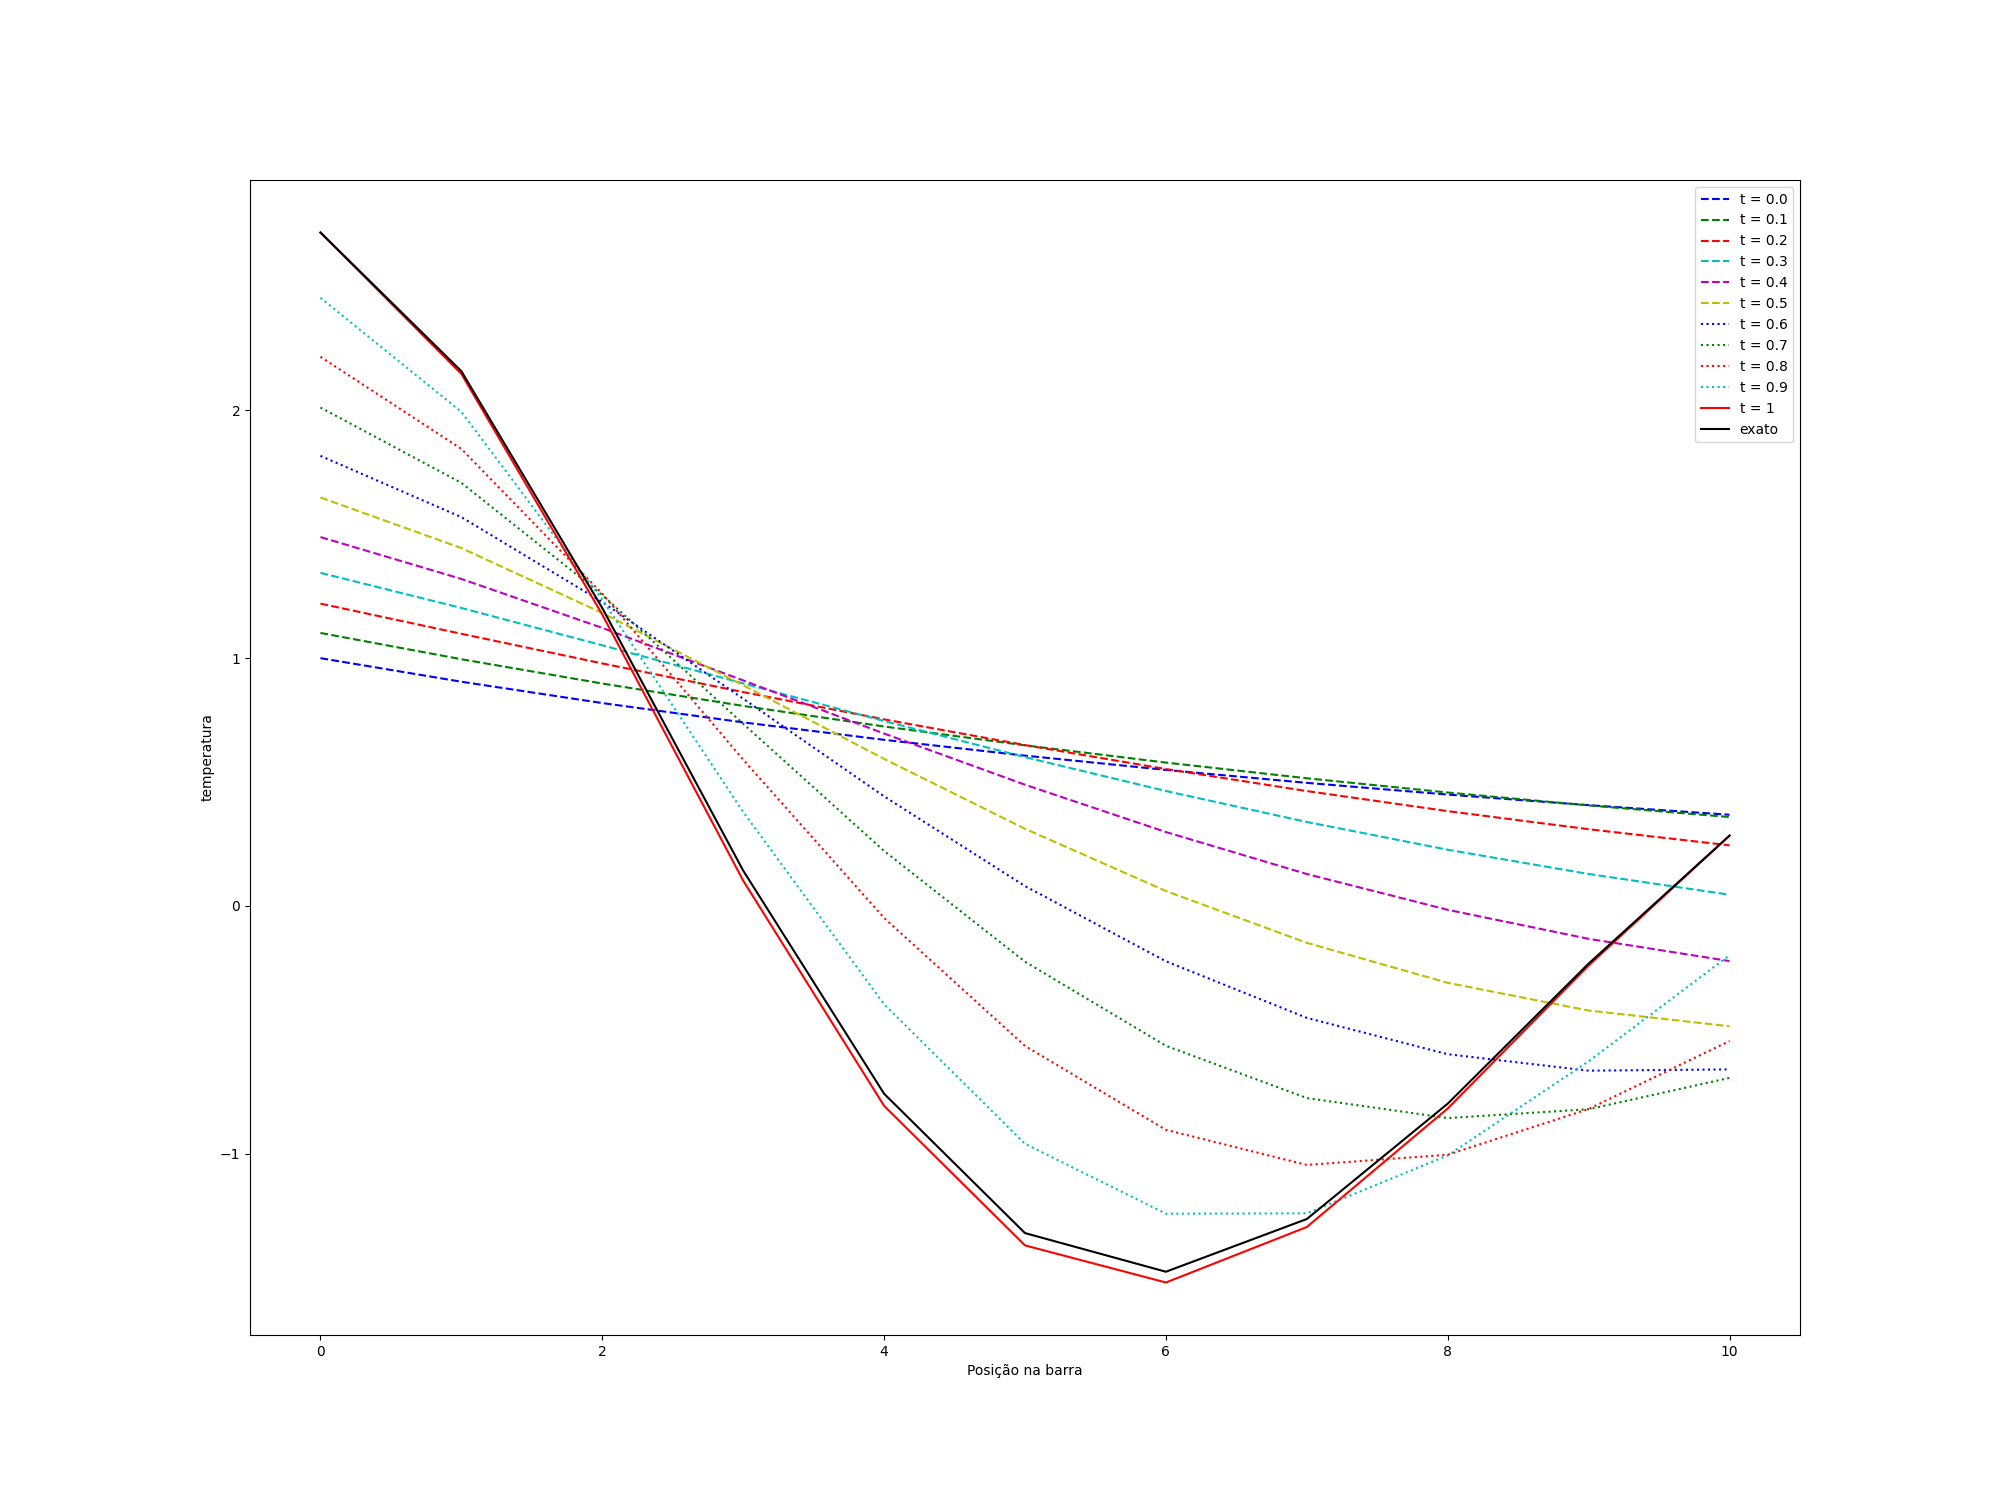 t = 0.0
t = 0.1
t = 0.2
t = 0.3
t = 0.4
t = 0.5
t = 0.6
t = 0.7
t = 0.8
t = 0.9
t = 1
exato
2
1
0
−1
temperatura
0 2 4 6 8 10
Posição na barra